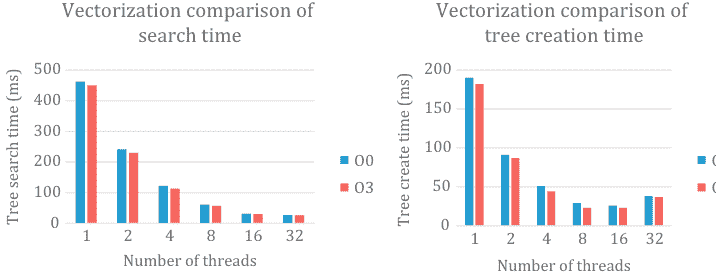 Vectorization comparison of
search time
Tree search time (ms)
500
400
300
200
100
0
1 2 4 8 16 32
Number of threads
O0
O3
Vectorization comparison of
tree creation time
Tree create time (ms)
200
150
100
50
0
1 2 4 8 16 32
Number of threads